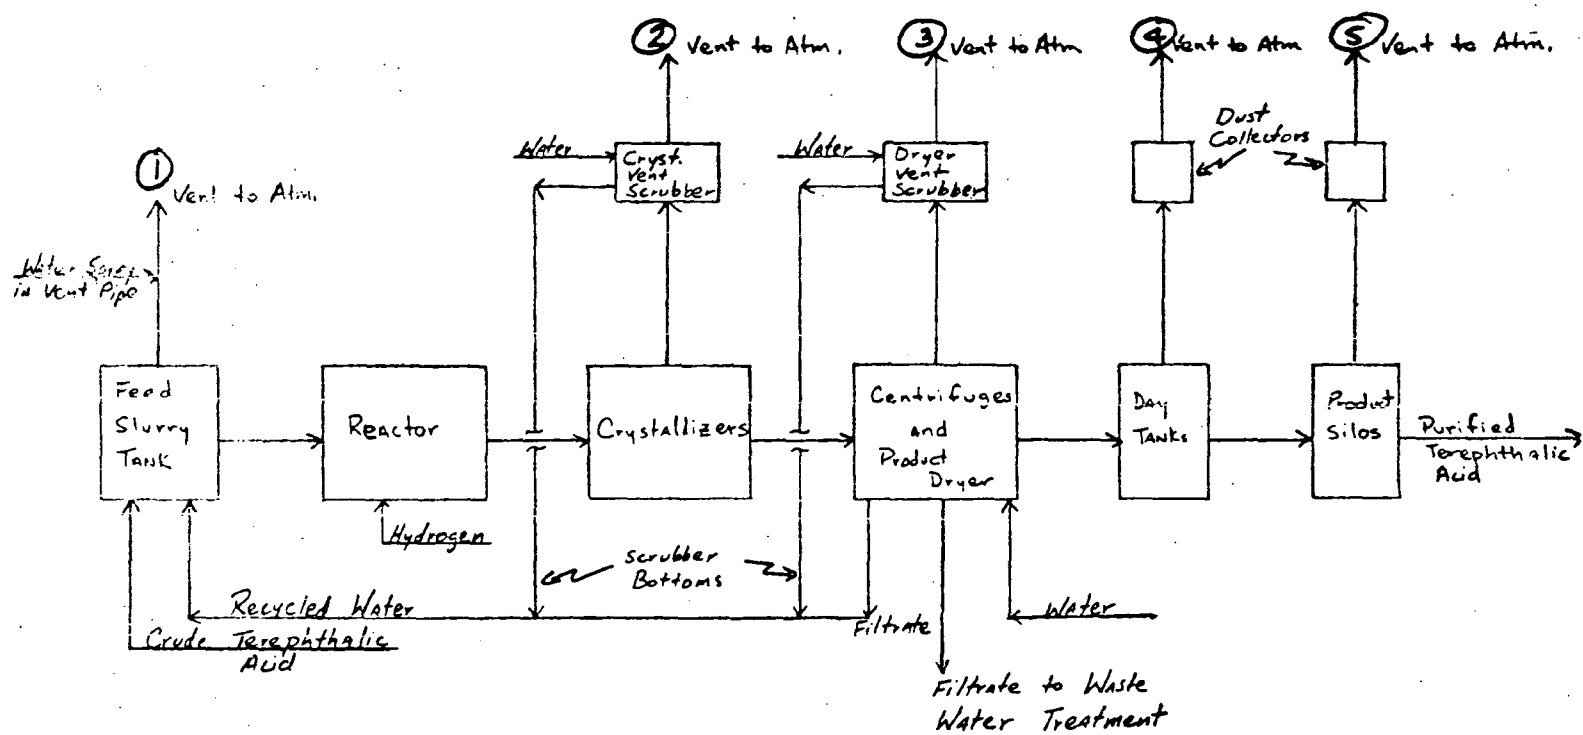 2 Vent to Atm.
3 Vent to Atm
4 Vent to Atm
5 Vent to Atm.
Dust
Collectors
Water
Cryst.
Vent
Scrubber
Water
Dryer
Vent
Scrubber
1
Vent to Atm.
Water Spray
in Vent Pipe
Feed
Slurry
Tank
Reactor
Crystallizers
Centrifuges
and
Product
Dryer
Day
Tanks
Product
Silos
Purified
Terephthalic
Acid
Hydrogen
Scrubber
Bottoms
Recycled Water
Filtrate
Water
Crude Terephthalic
Acid
Filtrate to Waste
Water Treatment